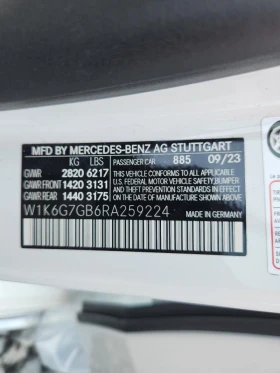 MFD BY MERCEDES-BENZ AG STUTTGART
KG LBS PASSENGER CAR 885 09/23
GVWR 2820 6217 THIS VEHICLE CONFORMS TO ALL APPLICABLE
GAWR FRONT 1420 3131 U.S. FEDERAL MOTOR VEHICLE SAFETY, BUMPER,
GAWR REAR 1440 3175 AND THEFT PREVENTION STANDARDS IN EFFECT
ON THE DATE OF MANUFACTURE SHOWN ABOVE
W1K6G7GB6RA259224 MADE IN GERMANY